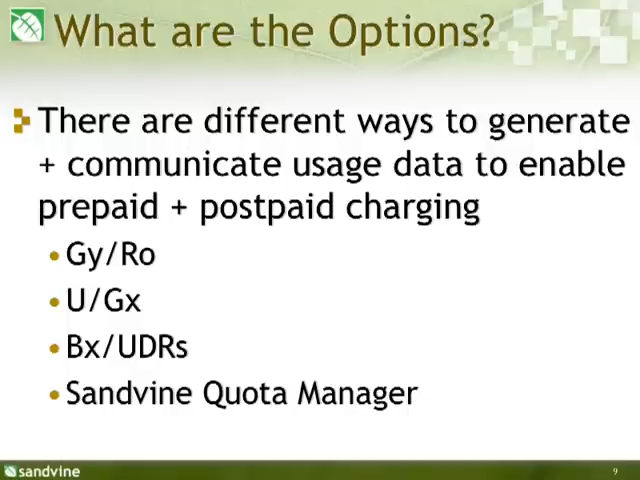 What are the Options?
There are different ways to generate
+ communicate usage data to enable
prepaid + postpaid charging
•Gy/Ro
•U/Gx
•Bx/UDRs
•Sandvine Quota Manager
sandvine
9